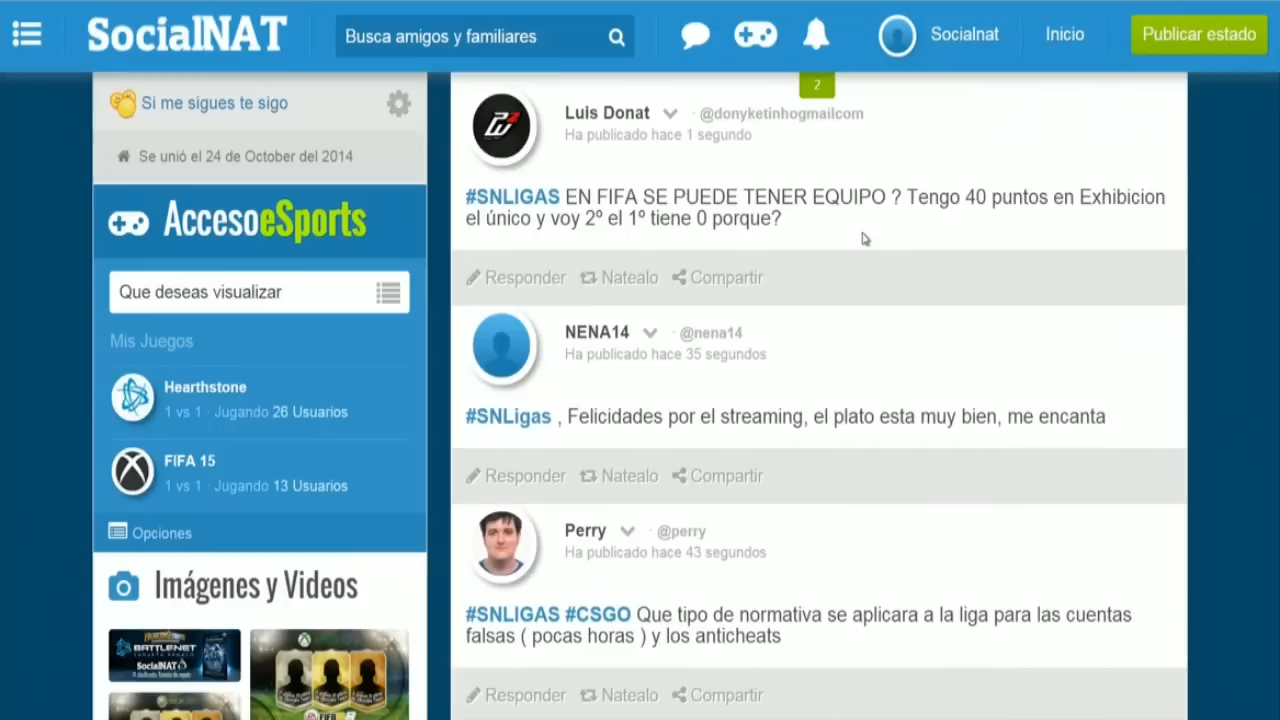 SocialNAT
Busca amigos y familiares
Socialnat
Inicio
Publicar estado
2
Si me sigues te sigo
Se unió el 24 de October del 2014
AccesoeSports
Que deseas visualizar
Mis Juegos
Hearthstone
1 vs 1 · Jugando 26 Usuarios
FIFA 15
1 vs 1 · Jugando 13 Usuarios
Opciones
Imágenes y Videos
BATTLE.NET
SocialNAT
Luis Donat · @donyketinhogmailcom
Ha publicado hace 1 segundo
#SNLIGAS EN FIFA SE PUEDE TENER EQUIPO ? Tengo 40 puntos en Exhibicion
el único y voy 2º el 1º tiene 0 porque?
Responder Natealo Compartir
NENA14 · @nena14
Ha publicado hace 35 segundos
#SNLigas , Felicidades por el streaming, el plato esta muy bien, me encanta
Responder Natealo Compartir
Perry · @perry
Ha publicado hace 43 segundos
#SNLIGAS #CSGO Que tipo de normativa se aplicara a la liga para las cuentas
falsas ( pocas horas ) y los anticheats
Responder Natealo Compartir